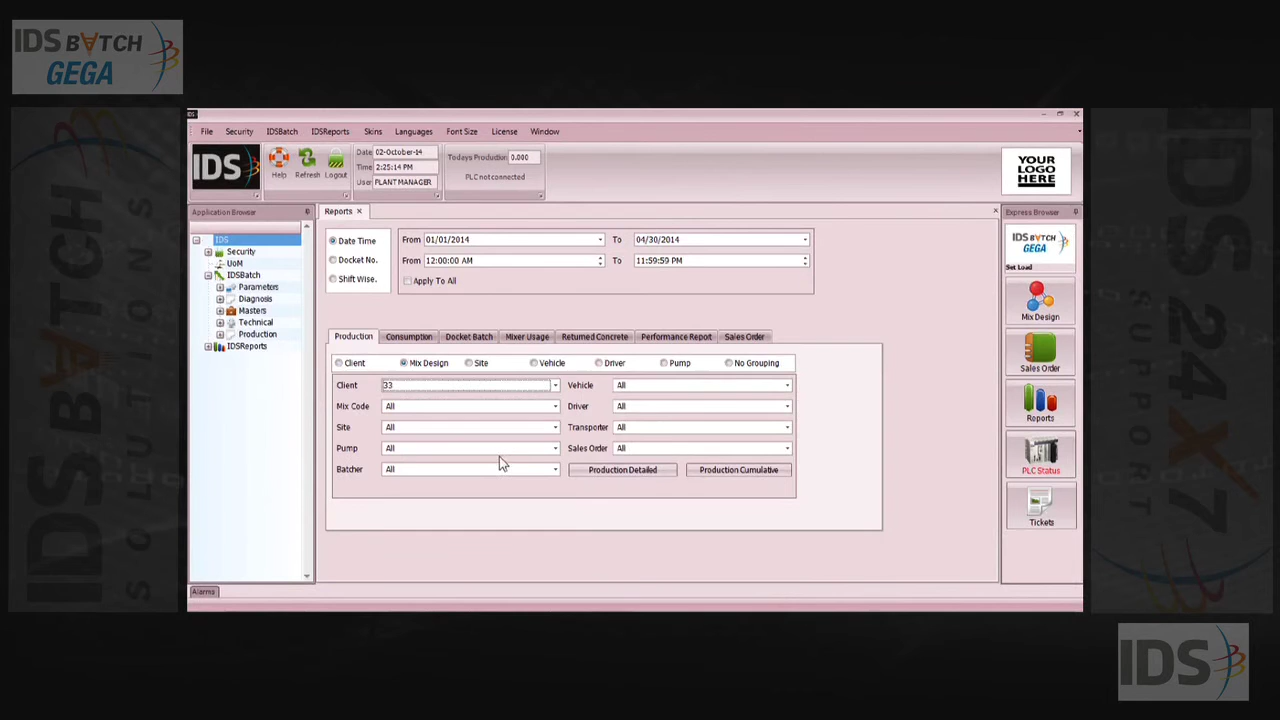 IDS BATCH
GEGA
IDS
File Security IDSBatch IDSReports Skins Languages Font Size License Window
IDS
Help Refresh Logout
Date 02-October-14
Time 2:25:14 PM
User PLANT MANAGER
Todays Production 0.000
PLC not connected
YOUR
LOGO
HERE
Application Browser
IDS
Security
UoM
IDSBatch
Parameters
Diagnosis
Masters
Technical
Production
IDSReports
Reports
Date Time
Docket No.
Shift Wise.
From 01/01/2014 To 04/30/2014
From 12:00:00 AM To 11:59:59 PM
Apply To All
Production Consumption Docket Batch Mixer Usage Returned Concrete Performance Report Sales Order
Client Mix Design Site Vehicle Driver Pump No Grouping
Client 33 Vehicle All
Mix Code All Driver All
Site All Transporter All
Pump All Sales Order All
Batcher All Production Detailed Production Cumulative
Express Browser
IDS BATCH
GEGA
Set Load
Mix Design
Sales Order
Reports
PLC Status
Tickets
Alarms
IDSBATCH
SOLUTIONS
IDS24X7
SUPPORT
IDS